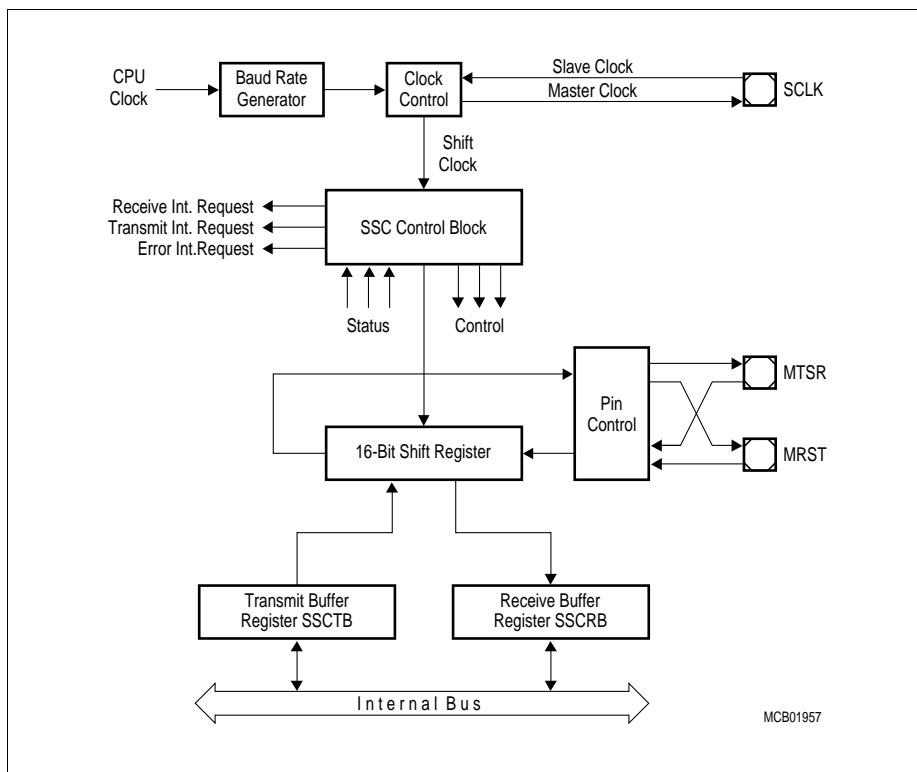 CPU
Clock
Baud Rate
Generator
Clock
Control
Slave Clock
Master Clock
SCLK
Shift
Clock
Receive Int. Request
Transmit Int. Request
Error Int.Request
SSC Control Block
Status
Control
16-Bit Shift Register
Pin
Control
MTSR
MRST
Transmit Buffer
Register SSCTB
Receive Buffer
Register SSCRB
Internal Bus
MCB01957